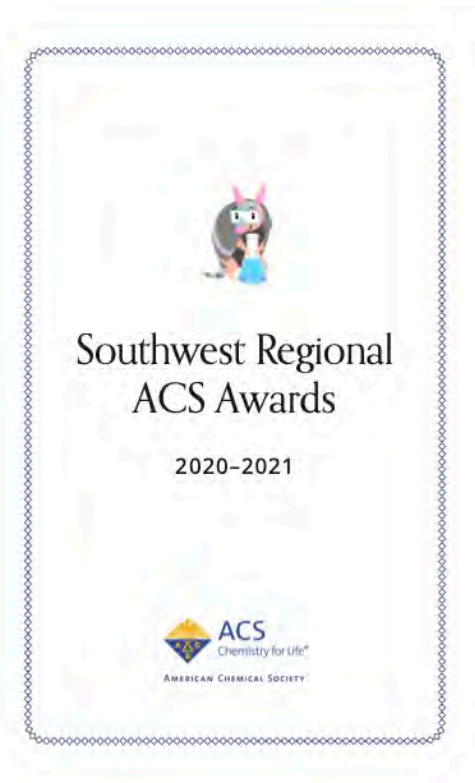 Southwest Regional
ACS Awards
2020–2021
ACS
Chemistry for Life®
AMERICAN CHEMICAL SOCIETY